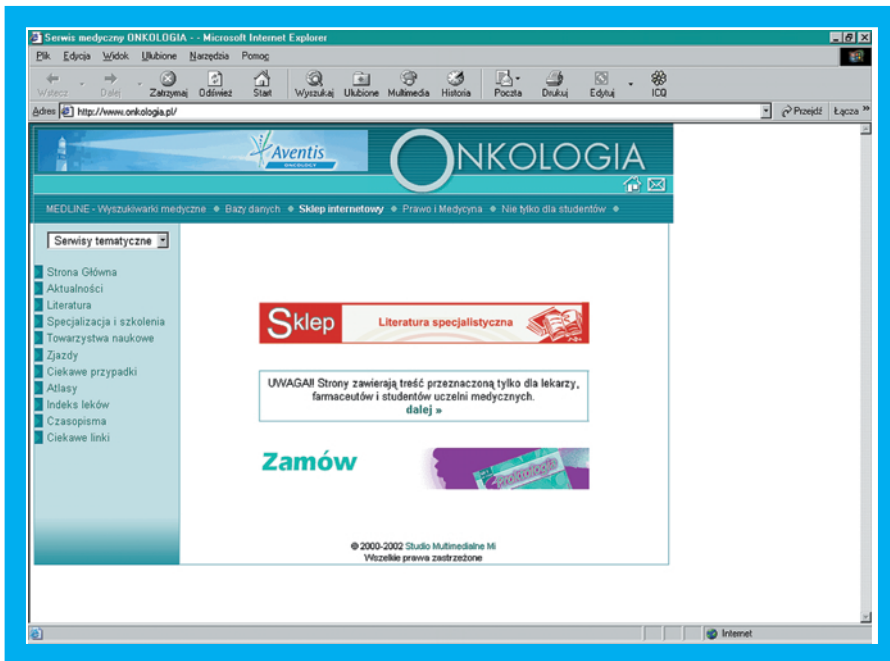 Serwis medyczny ONKOLOGIA - - Microsoft Internet Explorer
Plik Edycja Widok Ulubione Narzędzia Pomoc
Wstecz Dalej Zatrzymaj Odśwież Start Wyszukaj Ulubione Multimedia Historia Poczta Drukuj Edytuj ICQ
Adres http://www.onkologia.pl/ Przejdź Łącza »
Aventis
ONCOLOGY
ONKOLOGIA
MEDLINE - Wyszukiwarki medyczne Bazy danych Sklep internetowy Prawo i Medycyna Nie tylko dla studentów
Serwisy tematyczne
Strona Główna
Aktualności
Literatura
Specjalizacja i szkolenia
Towarzystwa naukowe
Zjazdy
Ciekawe przypadki
Atlasy
Indeks leków
Czasopisma
Ciekawe linki
Sklep Literatura specjalistyczna
UWAGA!! Strony zawierają treść przeznaczoną tylko dla lekarzy,
farmaceutów i studentów uczelni medycznych.
dalej »
Zamów
© 2000-2002 Studio Multimedialne Mi
Wszelkie prawa zastrzeżone
Internet